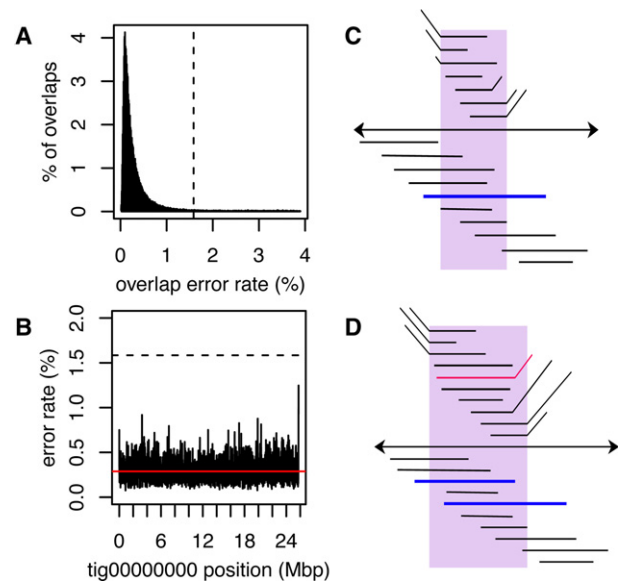 A
% of overlaps
4
3
2
1
0
0 1 2 3 4
overlap error rate (%)
B
error rate (%)
2.0
1.5
1.0
0.5
0.0
0 6 12 18 24
tig00000000 position (Mbp)
C
D